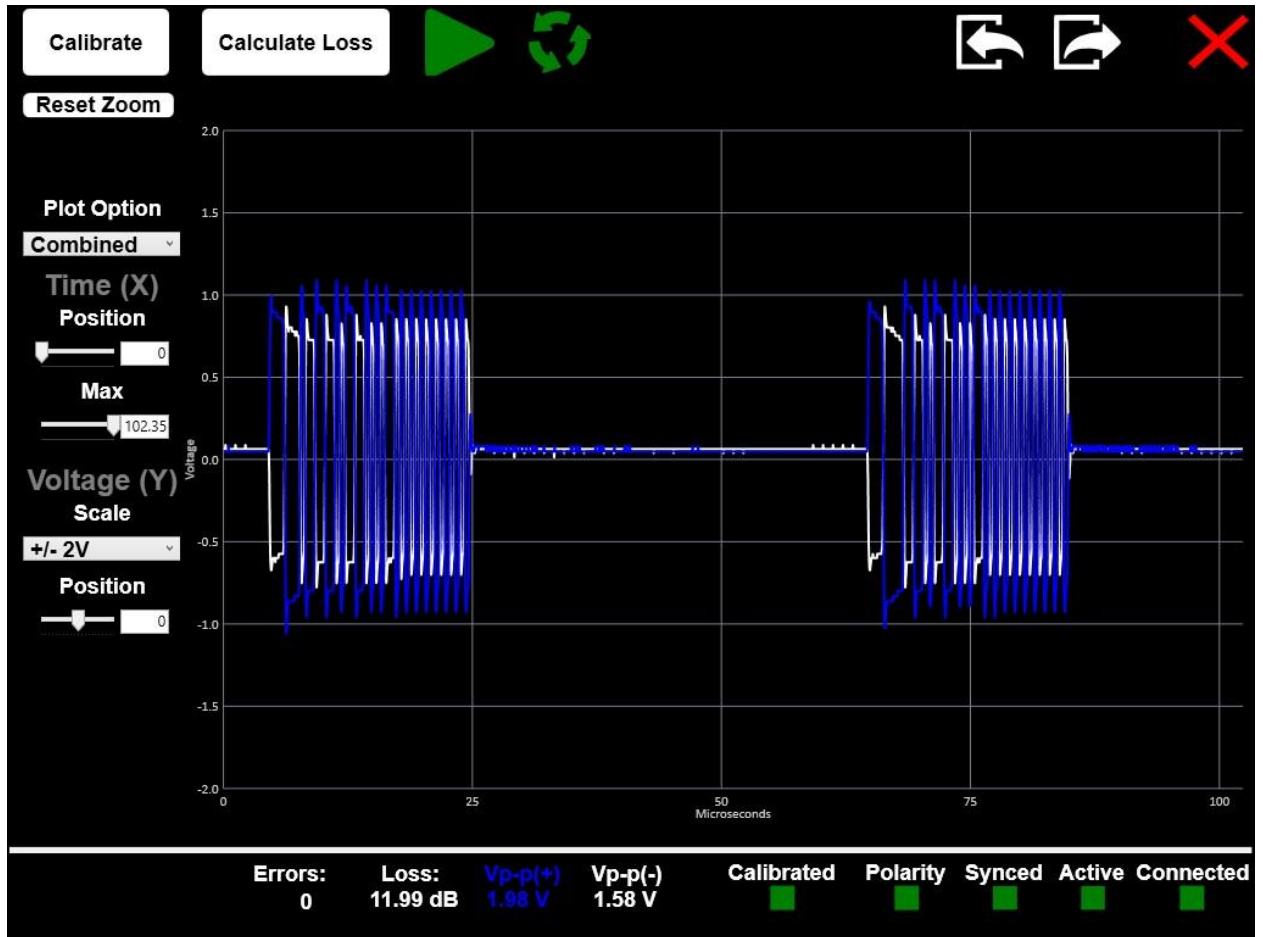 Calibrate
Calculate Loss
Reset Zoom
Plot Option
Combined
Time (X)
Position
0
Max
102.35
Voltage (Y)
Scale
+/- 2V
Position
0
2.0
1.5
1.0
0.5
0.0
-0.5
-1.0
-1.5
-2.0
Voltage
0 25 50 75 100
Microseconds
Errors: Loss: Vp-p(+) Vp-p(-) Calibrated Polarity Synced Active Connected
0 11.99 dB 1.98 V 1.58 V